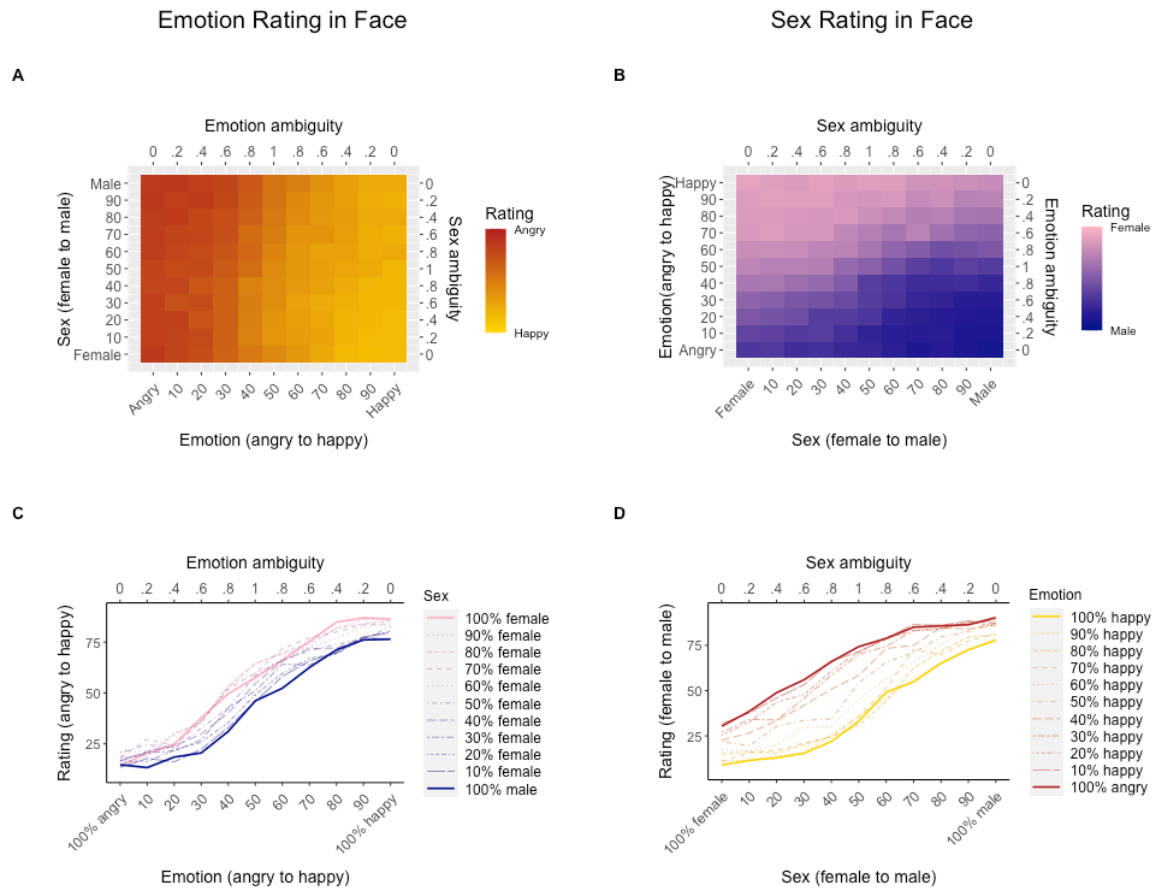 Emotion Rating in Face
Sex Rating in Face
A
Emotion ambiguity
0 .2 .4 .6 .8 1 .8 .6 .4 .2 0
Sex (female to male)
Male
90
80
70
60
50
40
30
20
10
Female
0
.2
.4
.6
.8
1
.8
.6
.4
.2
0
Sex ambiguity
Rating
Angry
Happy
Angry 10 20 30 40 50 60 70 80 90 Happy
Emotion (angry to happy)
B
Sex ambiguity
0 .2 .4 .6 .8 1 .8 .6 .4 .2 0
Emotion(angry to happy)
Happy
90
80
70
60
50
40
30
20
10
Angry
0
.2
.4
.6
.8
1
.8
.6
.4
.2
0
Emotion ambiguity
Rating
Female
Male
Female 10 20 30 40 50 60 70 80 90 Male
Sex (female to male)
C
Emotion ambiguity
0 .2 .4 .6 .8 1 .8 .6 .4 .2 0
Rating (angry to happy)
75
50
25
100% angry 10 20 30 40 50 60 70 80 90 100% happy
Emotion (angry to happy)
Sex
100% female
90% female
80% female
70% female
60% female
50% female
40% female
30% female
20% female
10% female
100% male
D
Sex ambiguity
0 .2 .4 .6 .8 1 .8 .6 .4 .2 0
Rating (female to male)
75
50
25
100% female 10 20 30 40 50 60 70 80 90 100% male
Sex (female to male)
Emotion
100% happy
90% happy
80% happy
70% happy
60% happy
50% happy
40% happy
30% happy
20% happy
10% happy
100% angry